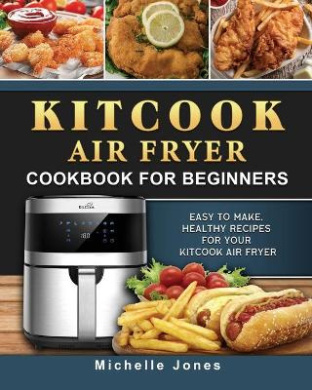 KITCOOK
AIR FRYER
COOKBOOK FOR BEGINNERS
EASY TO MAKE,
HEALTHY RECIPES
FOR YOUR
KITCOOK AIR FRYER
Michelle Jones